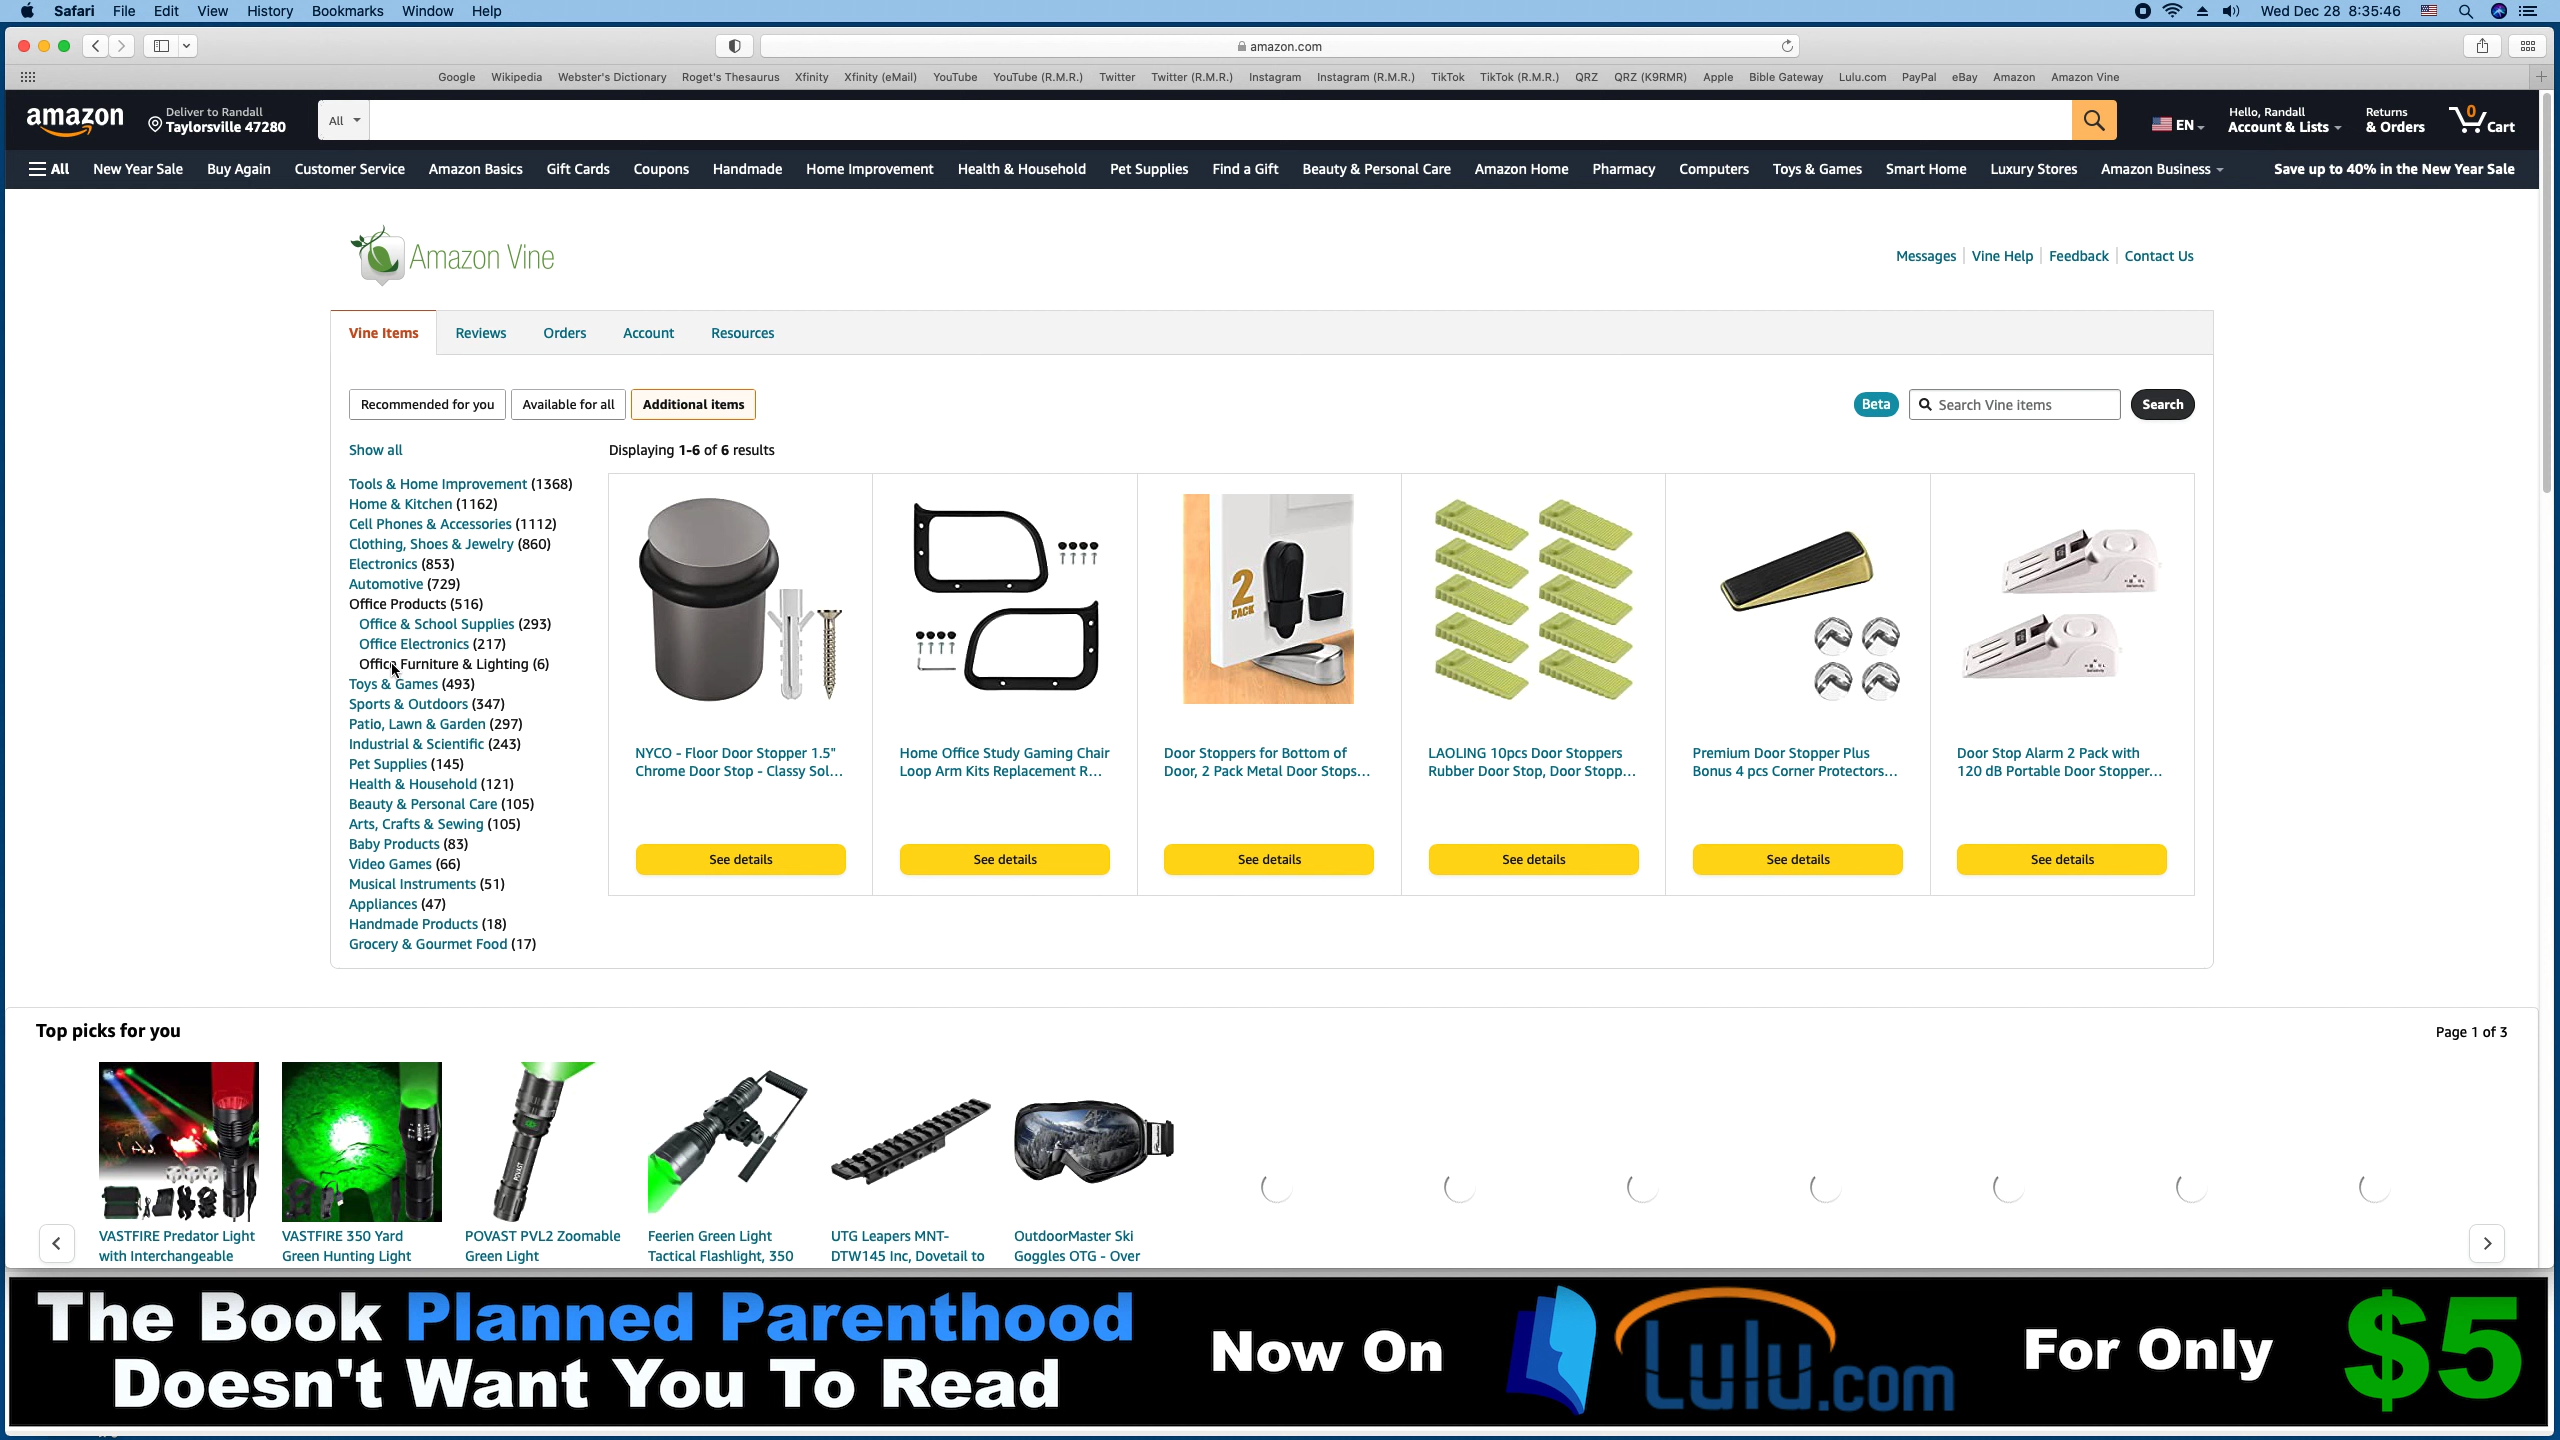 Safari File Edit View History Bookmarks Window Help Wed Dec 28 8:35:46
amazon.com
Google Wikipedia Webster's Dictionary Roget's Thesaurus Xfinity Xfinity (eMail) YouTube YouTube (R.M.R.) Twitter Twitter (R.M.R.) Instagram Instagram (R.M.R.) TikTok TikTok (R.M.R.) QRZ QRZ (K9RMR) Apple Bible Gateway Lulu.com PayPal eBay Amazon Amazon Vine
amazon
Deliver to Randall
Taylorsville 47280
All
EN
Hello, Randall
Account & Lists
Returns
& Orders
0
Cart
All New Year Sale Buy Again Customer Service Amazon Basics Gift Cards Coupons Handmade Home Improvement Health & Household Pet Supplies Find a Gift Beauty & Personal Care Amazon Home Pharmacy Computers Toys & Games Smart Home Luxury Stores Amazon Business Save up to 40% in the New Year Sale
Amazon Vine
Messages Vine Help Feedback Contact Us
Vine Items Reviews Orders Account Resources
Recommended for you Available for all Additional items Beta Search Vine items Search
Show all
Displaying 1-6 of 6 results
Tools & Home Improvement (1368)
Home & Kitchen (1162)
Cell Phones & Accessories (1112)
Clothing, Shoes & Jewelry (860)
Electronics (853)
Automotive (729)
Office Products (516)
Office & School Supplies (293)
Office Electronics (217)
Office Furniture & Lighting (6)
Toys & Games (493)
Sports & Outdoors (347)
Patio, Lawn & Garden (297)
Industrial & Scientific (243)
Pet Supplies (145)
Health & Household (121)
Beauty & Personal Care (105)
Arts, Crafts & Sewing (105)
Baby Products (83)
Video Games (66)
Musical Instruments (51)
Appliances (47)
Handmade Products (18)
Grocery & Gourmet Food (17)
2
PACK
NYCO - Floor Door Stopper 1.5"
Chrome Door Stop - Classy Sol...
See details
Home Office Study Gaming Chair
Loop Arm Kits Replacement R...
See details
Door Stoppers for Bottom of
Door, 2 Pack Metal Door Stops...
See details
LAOLING 10pcs Door Stoppers
Rubber Door Stop, Door Stopp...
See details
Premium Door Stopper Plus
Bonus 4 pcs Corner Protectors...
See details
Door Stop Alarm 2 Pack with
120 dB Portable Door Stopper...
See details
Top picks for you
Page 1 of 3
POVAST
VASTFIRE Predator Light
with Interchangeable
VASTFIRE 350 Yard
Green Hunting Light
POVAST PVL2 Zoomable
Green Light
Feerien Green Light
Tactical Flashlight, 350
UTG Leapers MNT-
DTW145 Inc, Dovetail to
OutdoorMaster Ski
Goggles OTG - Over
The Book Planned Parenthood
Doesn't Want You To Read
Now On
Lulu.com
For Only
$5